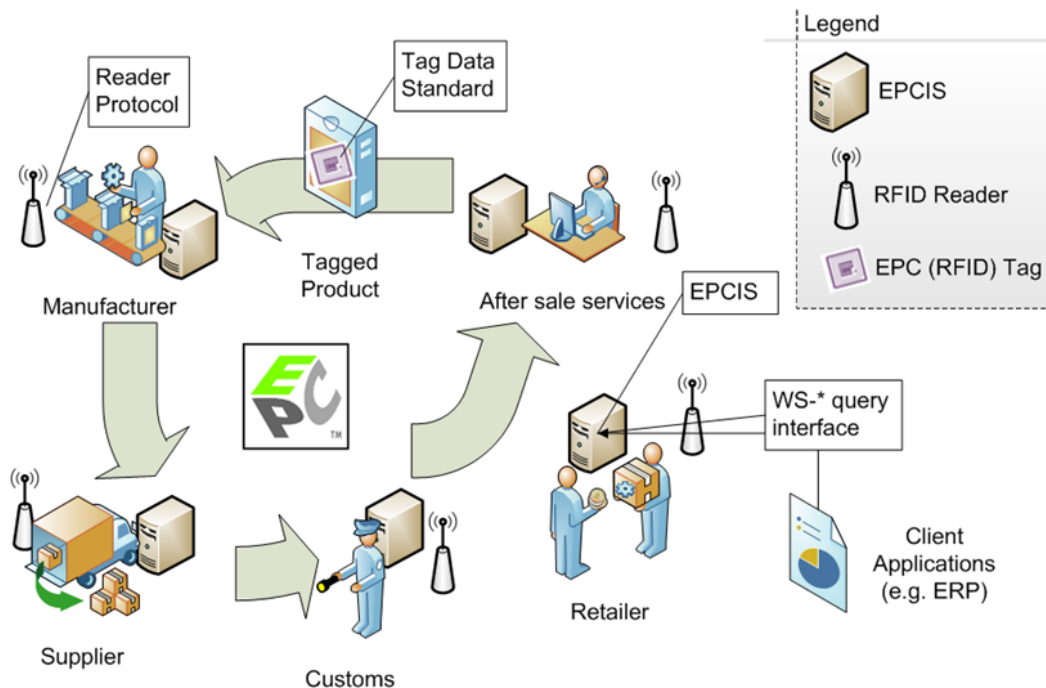 Legend
EPCIS
RFID Reader
EPC (RFID) Tag
Reader
Protocol
Tag Data
Standard
Manufacturer
Tagged
Product
After sale services
EPCIS
EPC
TM
WS-* query
interface
Supplier
Customs
Retailer
Client
Applications
(e.g. ERP)